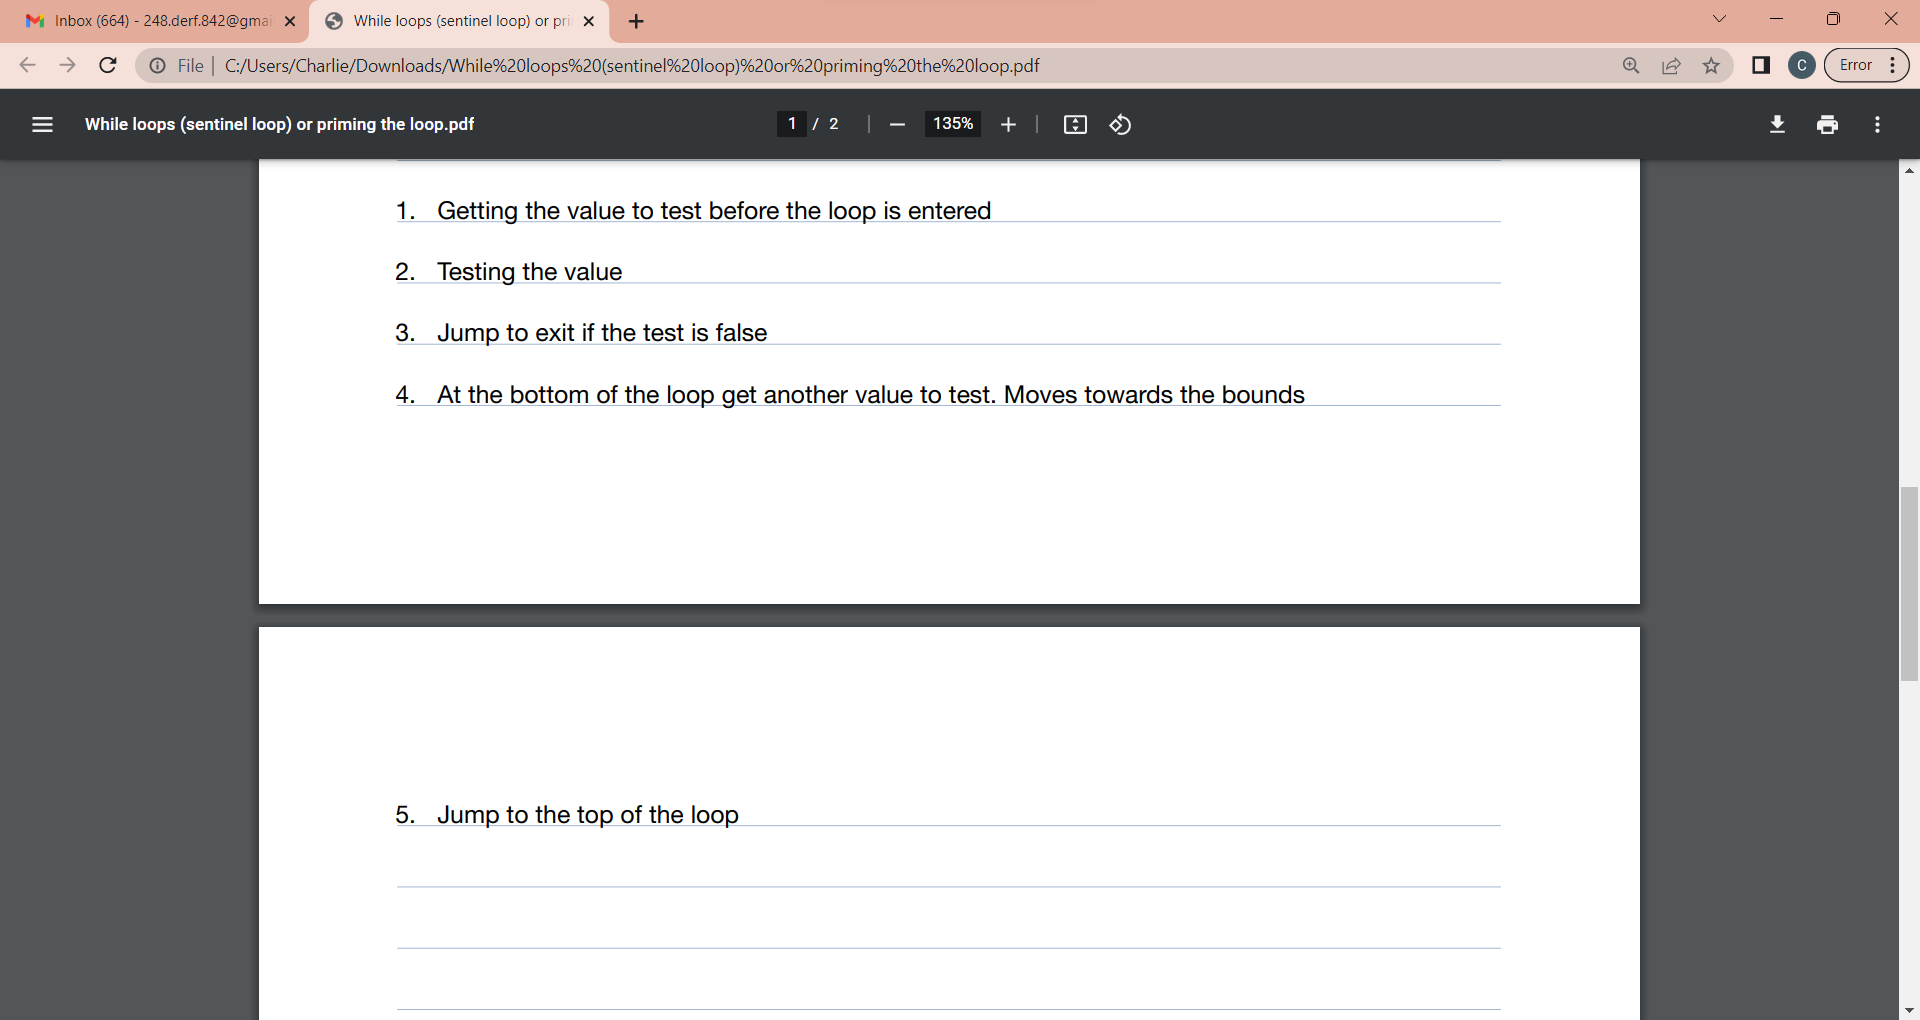 Inbox (664) - 248.derf.842@gmai
While loops (sentinel loop) or pri
File
C:/Users/Charlie/Downloads/While%20loops%20(sentinel%20loop)%20or%20priming%20the%20loop.pdf
C
Error
While loops (sentinel loop) or priming the loop.pdf
1 / 2
135%
1. Getting the value to test before the loop is entered
2. Testing the value
3. Jump to exit if the test is false
4. At the bottom of the loop get another value to test. Moves towards the bounds
5. Jump to the top of the loop